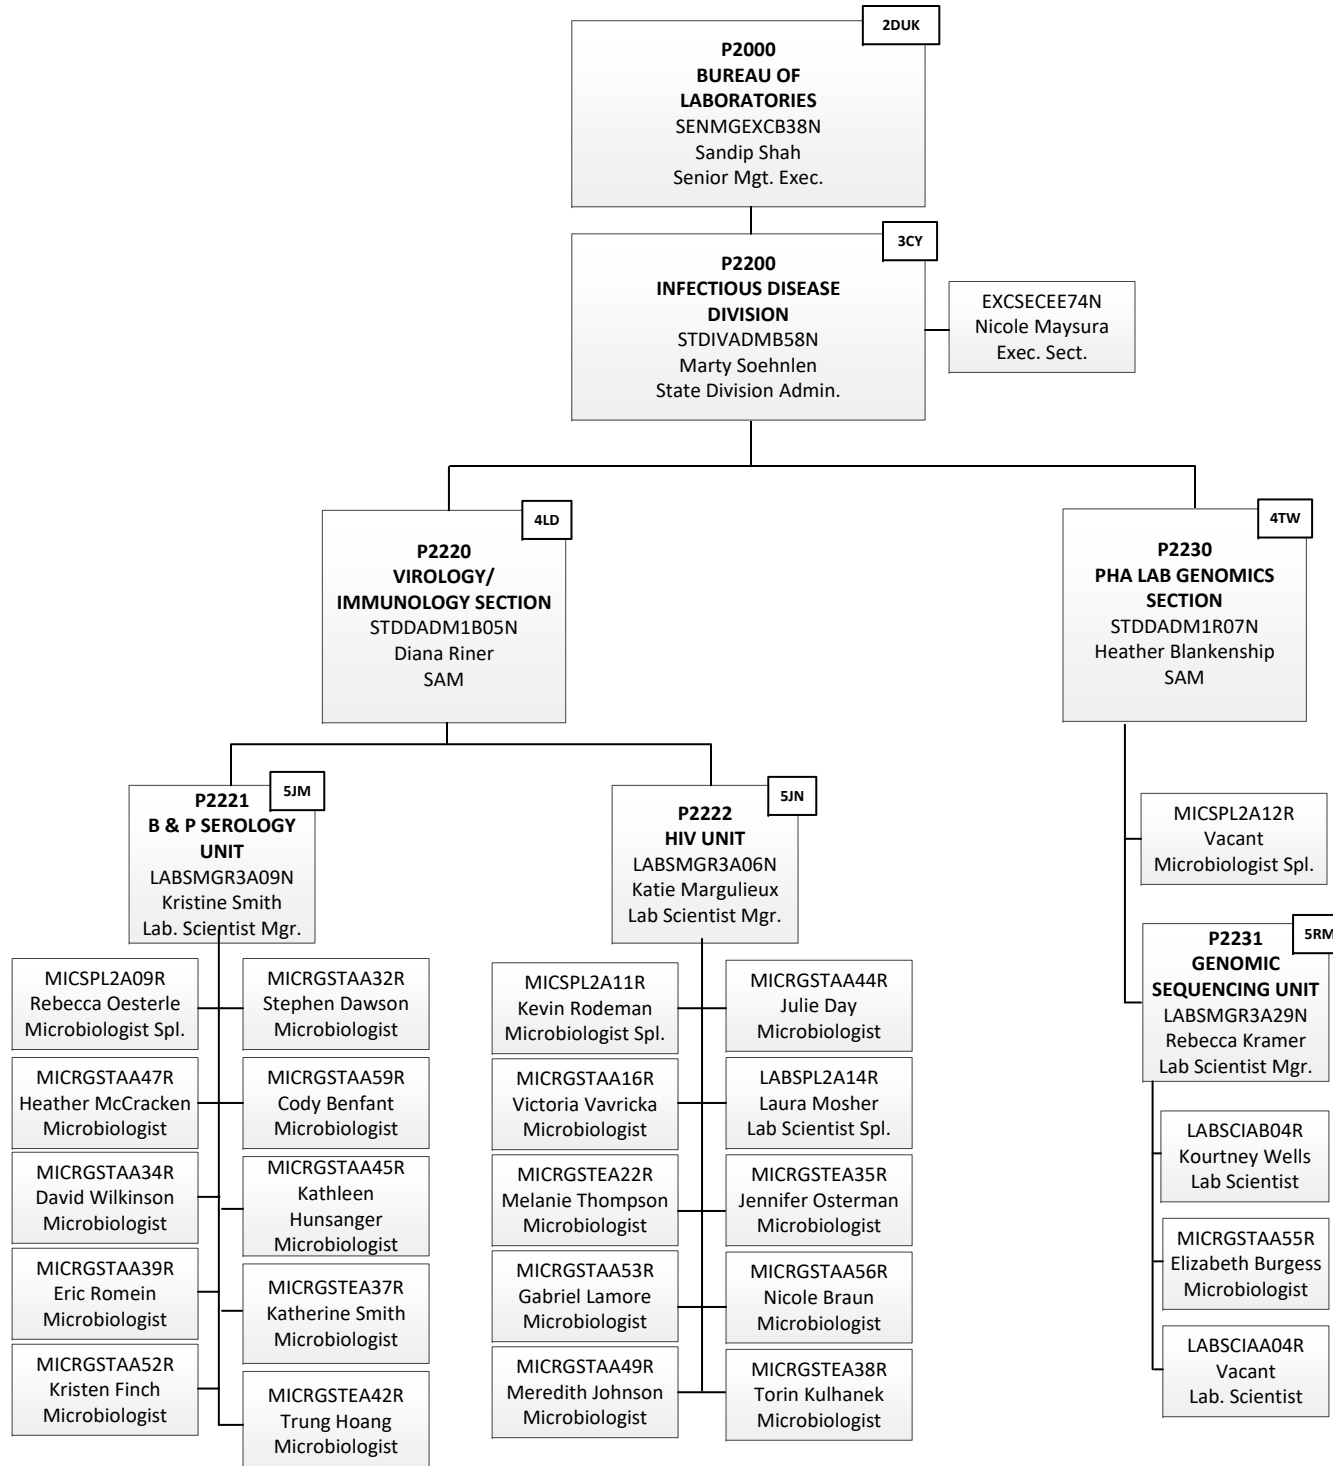 2DUK
P2000
BUREAU OF
LABORATORIES
SENMGEXCB38N
Sandip Shah
Senior Mgt. Exec.
3CY
P2200
INFECTIOUS DISEASE
DIVISION
STDIVADMB58N
Marty Soehnlen
State Division Admin.
EXCSECEE74N
Nicole Maysura
Exec. Sect.
4LD
P2220
VIROLOGY/
IMMUNOLOGY SECTION
STDDADM1B05N
Diana Riner
SAM
4TW
P2230
PHA LAB GENOMICS
SECTION
STDDADM1R07N
Heather Blankenship
SAM
5JM
P2221
B & P SEROLOGY
UNIT
LABSMGR3A09N
Kristine Smith
Lab. Scientist Mgr.
5JN
P2222
HIV UNIT
LABSMGR3A06N
Katie Margulieux
Lab Scientist Mgr.
MICSPL2A12R
Vacant
Microbiologist Spl.
5RM
P2231
GENOMIC
SEQUENCING UNIT
LABSMGR3A29N
Rebecca Kramer
Lab Scientist Mgr.
MICSPL2A09R
Rebecca Oesterle
Microbiologist Spl.
MICRGSTAA32R
Stephen Dawson
Microbiologist
MICRGSTAA47R
Heather McCracken
Microbiologist
MICRGSTAA59R
Cody Benfant
Microbiologist
MICRGSTAA34R
David Wilkinson
Microbiologist
MICRGSTAA45R
Kathleen
Hunsanger
Microbiologist
MICRGSTAA39R
Eric Romein
Microbiologist
MICRGSTEA37R
Katherine Smith
Microbiologist
MICRGSTAA52R
Kristen Finch
Microbiologist
MICRGSTEA42R
Trung Hoang
Microbiologist
MICSPL2A11R
Kevin Rodeman
Microbiologist Spl.
MICRGSTAA44R
Julie Day
Microbiologist
MICRGSTAA16R
Victoria Vavricka
Microbiologist
LABSPL2A14R
Laura Mosher
Lab Scientist Spl.
MICRGSTEA22R
Melanie Thompson
Microbiologist
MICRGSTEA35R
Jennifer Osterman
Microbiologist
MICRGSTAA53R
Gabriel Lamore
Microbiologist
MICRGSTAA56R
Nicole Braun
Microbiologist
MICRGSTAA49R
Meredith Johnson
Microbiologist
MICRGSTEA38R
Torin Kulhanek
Microbiologist
LABSCIAB04R
Kourtney Wells
Lab Scientist
MICRGSTAA55R
Elizabeth Burgess
Microbiologist
LABSCIAA04R
Vacant
Lab. Scientist